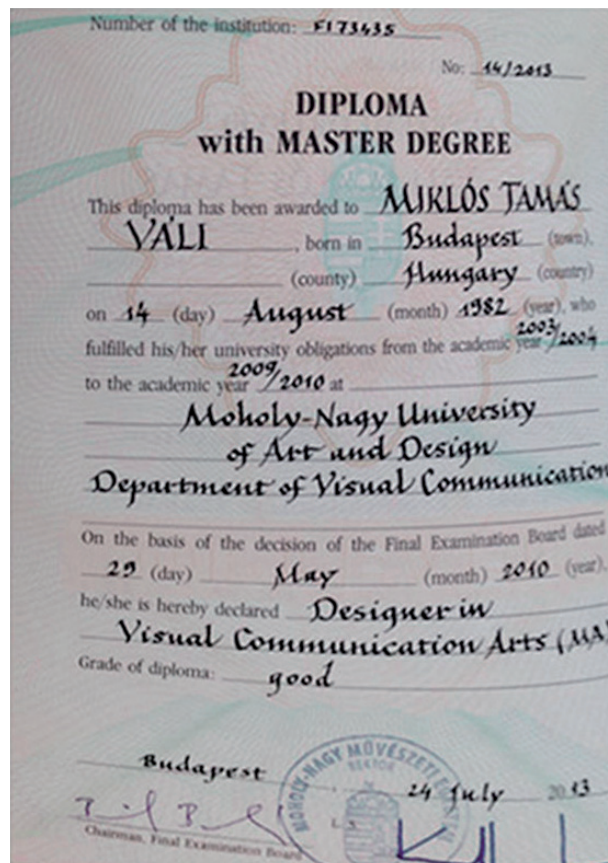 Number of the institution: FI73435
No: 14/2013
DIPLOMA
with MASTER DEGREE
This diploma has been awarded to MIKLÓS TAMÁS
VÁLI, born in Budapest (town),
(county) Hungary (country)
on 14 (day) August (month) 1982 (year), who
fulfilled his/her university obligations from the academic year 2003/2004
to the academic year 2009/2010 at
Moholy-Nagy University
of Art and Design
Department of Visual Communication
On the basis of the decision of the Final Examination Board dated
29 (day) May (month) 2010 (year),
he/she is hereby declared Designer in
Visual Communication Arts (MA)
Grade of diploma: good
Budapest, 24 July 2013
MOHOLY-NAGY MŰVÉSZETI
REKTOR
Chairman, Final Examination Board